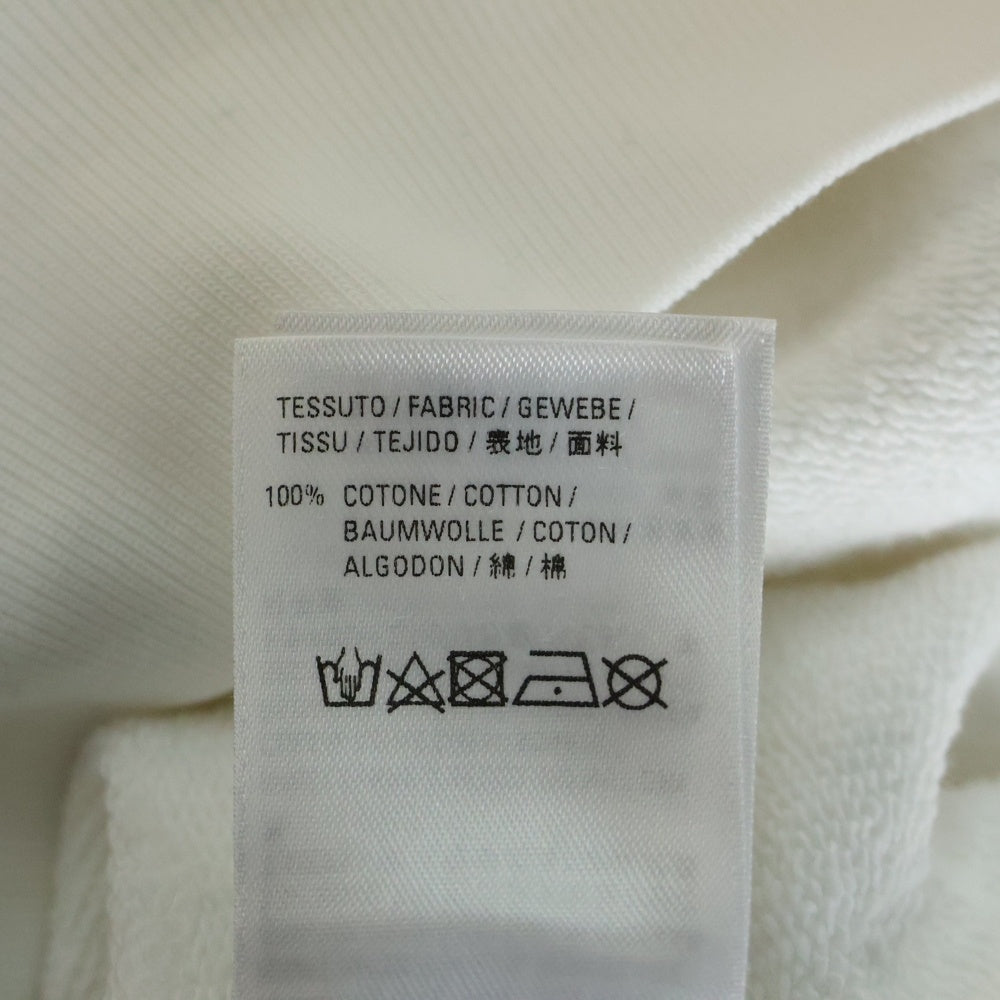 TESSUTO / FABRIC / GEWEBE /
TISSU / TEJIDO / 表地 / 面料
100% COTONE / COTTON /
BAUMWOLLE / COTON /
ALGODON / 綿 / 棉